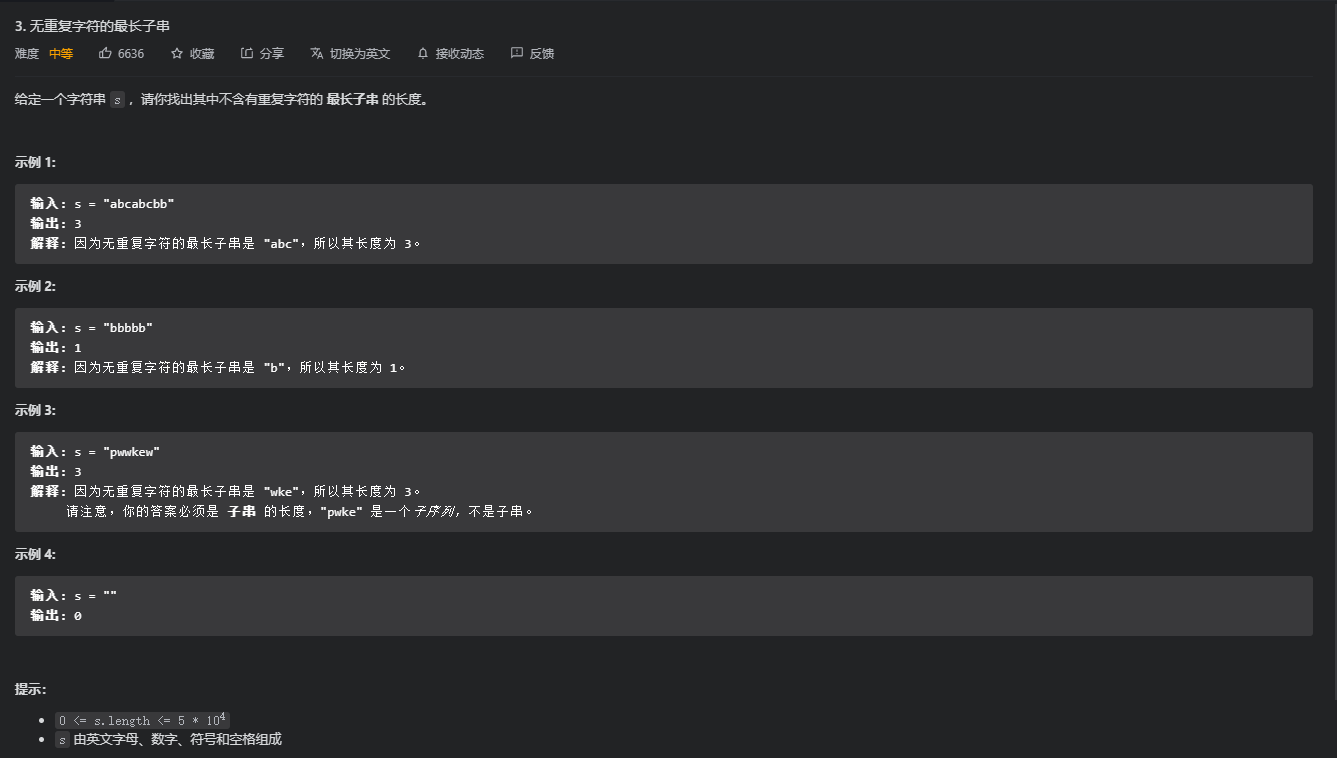 3. 无重复字符的最长子串
难度 中等 6636 收藏 分享 切换为英文 接收动态 反馈
给定一个字符串 s ，请你找出其中不含有重复字符的 最长子串 的长度。
示例 1:
输入: s = "abcabcbb"
输出: 3
解释: 因为无重复字符的最长子串是 "abc"，所以其长度为 3。
示例 2:
输入: s = "bbbbb"
输出: 1
解释: 因为无重复字符的最长子串是 "b"，所以其长度为 1。
示例 3:
输入: s = "pwwkew"
输出: 3
解释: 因为无重复字符的最长子串是 "wke"，所以其长度为 3。
请注意，你的答案必须是 子串 的长度，"pwke" 是一个子序列，不是子串。
示例 4:
输入: s = ""
输出: 0
提示：
• 0 <= s.length <= 5 * 10⁴
• s 由英文字母、数字、符号和空格组成